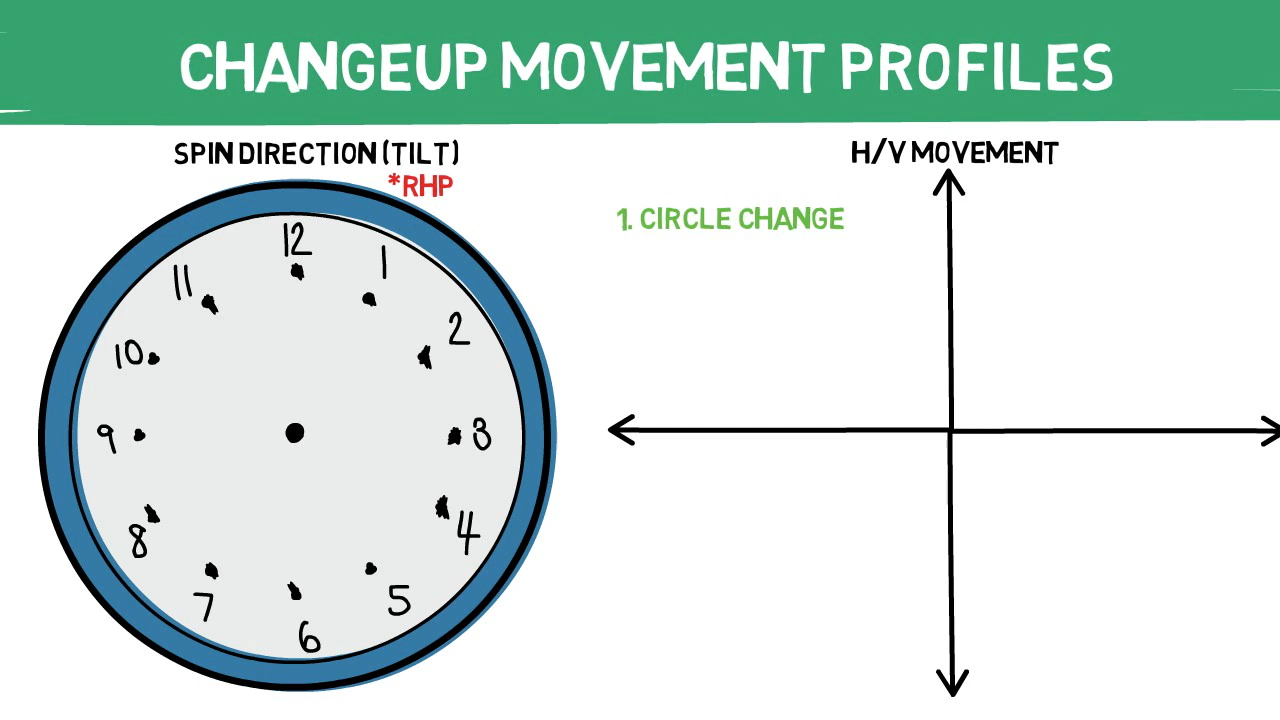 CHANGEUP MOVEMENT PROFILES
SPIN DIRECTION (TILT)
*RHP
12
11
1
10
2
9
3
8
4
7
5
6
H/V MOVEMENT
1. CIRCLE CHANGE